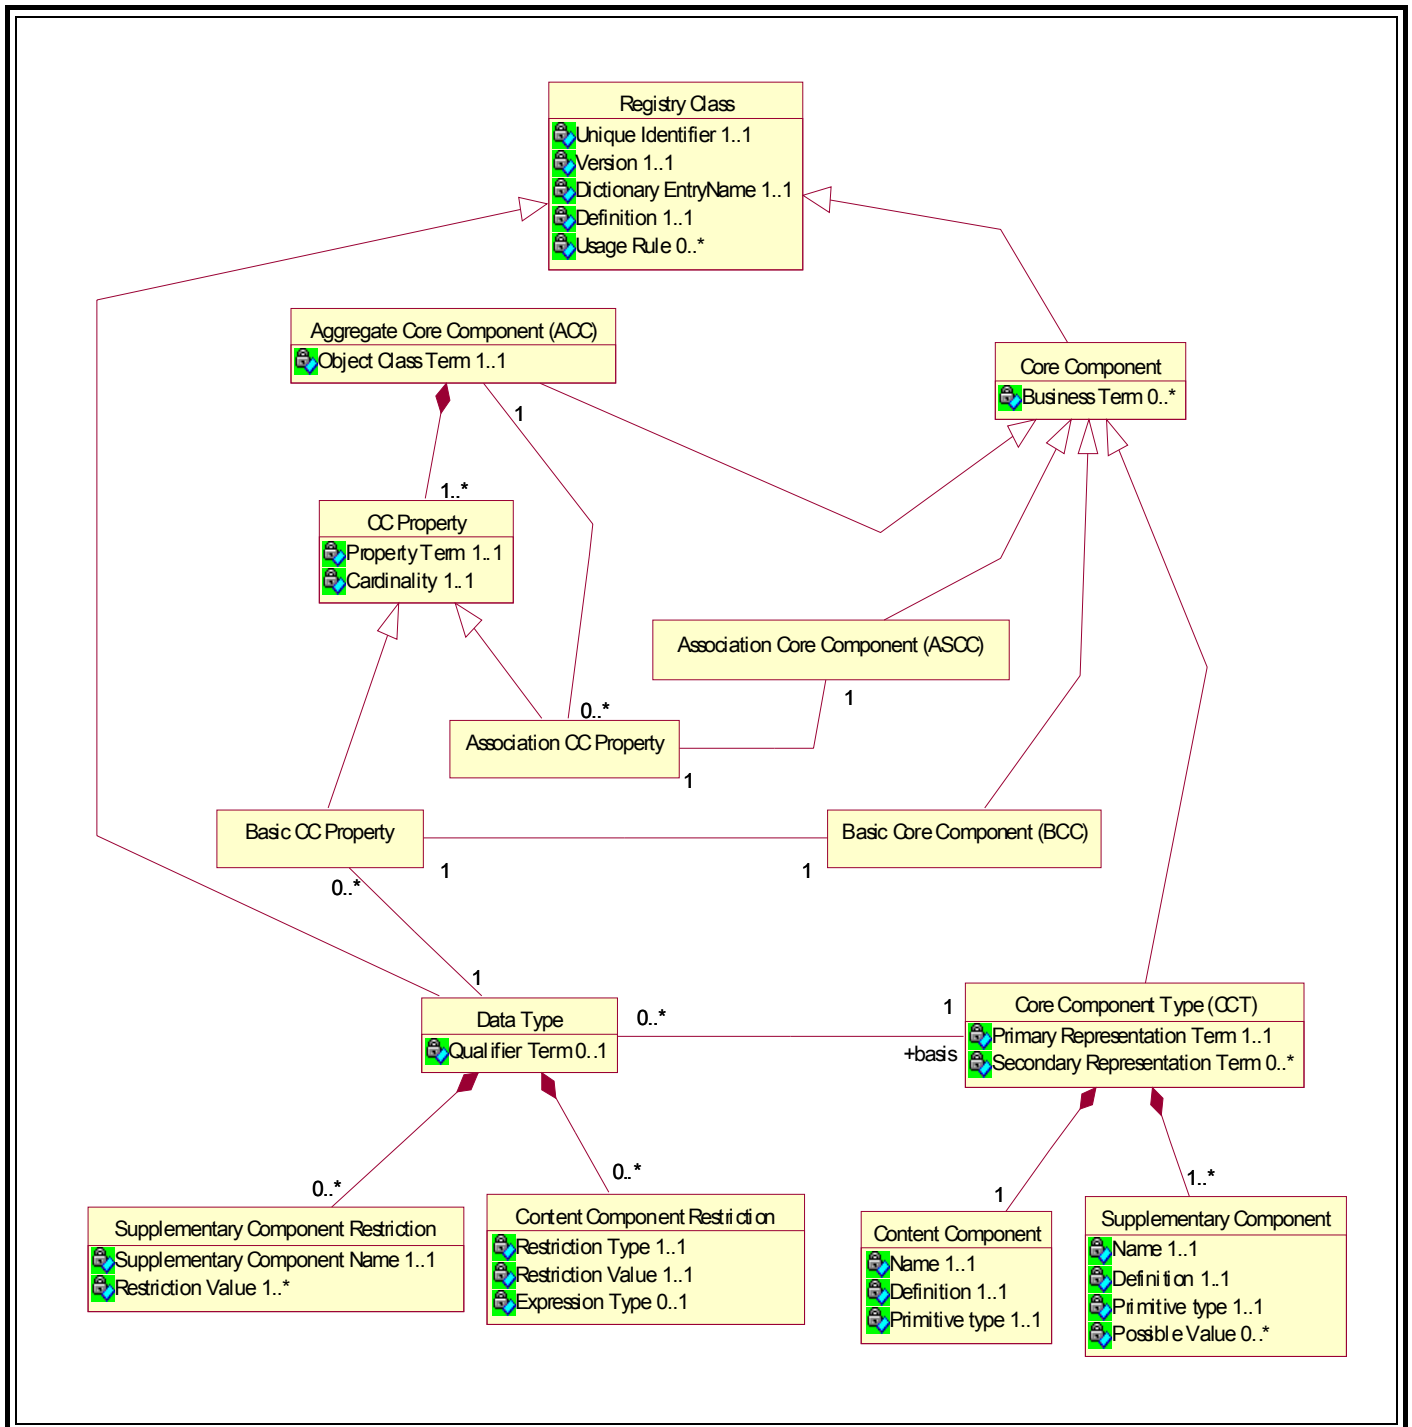 Registry Class
Unique Identifier 1..1
Version 1..1
Dictionary EntryName 1..1
Definition 1..1
Usage Rule 0..*
Aggregate Core Component (ACC)
Object Class Term 1..1
Core Component
Business Term 0..*
1
1..*
CC Property
Property Term 1..1
Cardinality 1..1
Association Core Component (ASCC)
1
0..*
Association CC Property
1
Basic CC Property
Basic Core Component (BCC)
1
1
0..*
1
Data Type
Qualifier Term 0..1
0..*
1
+basis
Core Component Type (CCT)
Primary Representation Term 1..1
Secondary Representation Term 0..*
0..*
0..*
1
1..*
Supplementary Component Restriction
Supplementary Component Name 1..1
Restriction Value 1..*
Content Component Restriction
Restriction Type 1..1
Restriction Value 1..1
Expression Type 0..1
Content Component
Name 1..1
Definition 1..1
Primitive type 1..1
Supplementary Component
Name 1..1
Definition 1..1
Primitive type 1..1
Possible Value 0..*